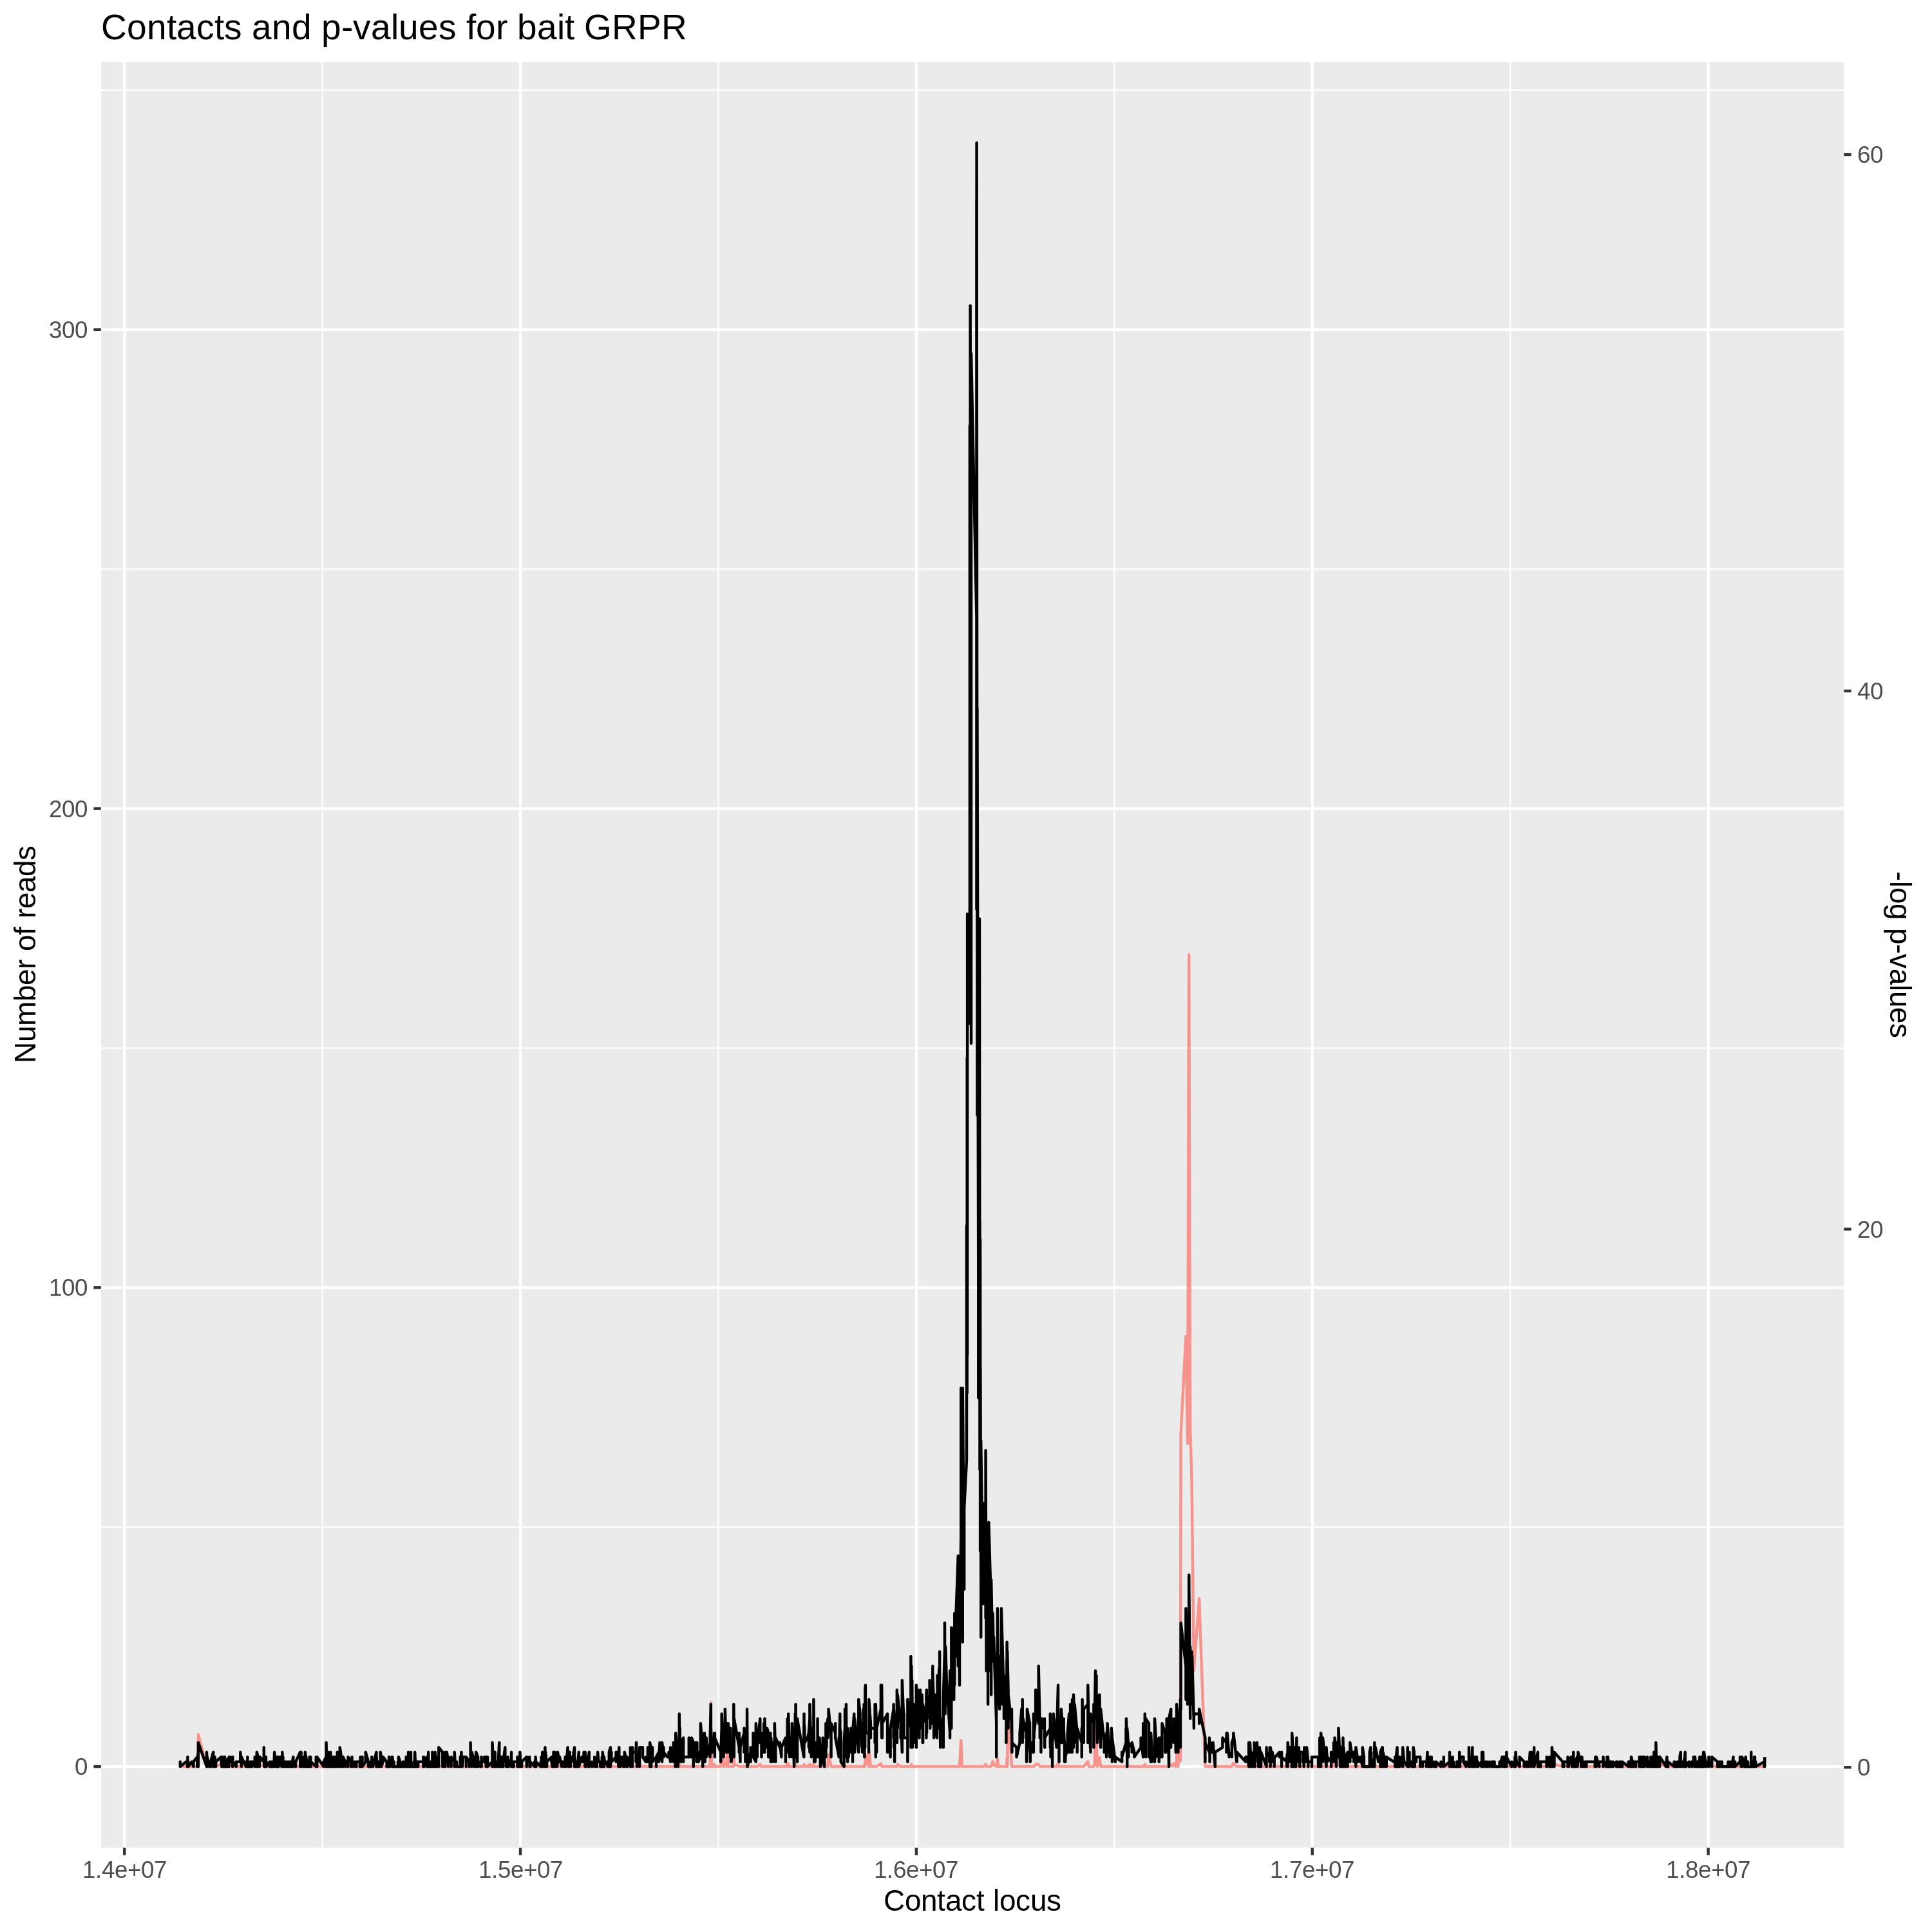 Contacts and p-values for bait GRPR
300
200
100
0
Number of reads
60
40
20
0
-log p-values
1.4e+07
1.5e+07
1.6e+07
1.7e+07
1.8e+07
Contact locus